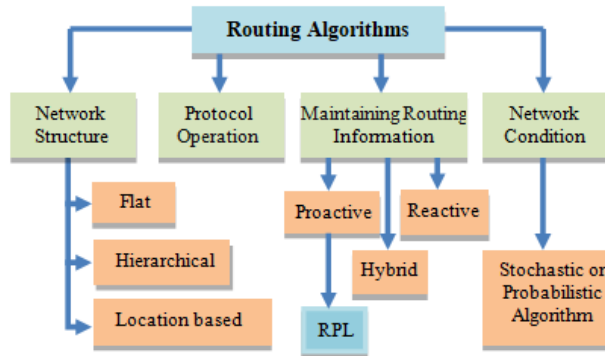 Routing Algorithms
Network
Structure
Protocol
Operation
Maintaining Routing
Information
Network
Condition
Flat
Hierarchical
Location based
Proactive
Reactive
Hybrid
RPL
Stochastic or
Probabilistic
Algorithm